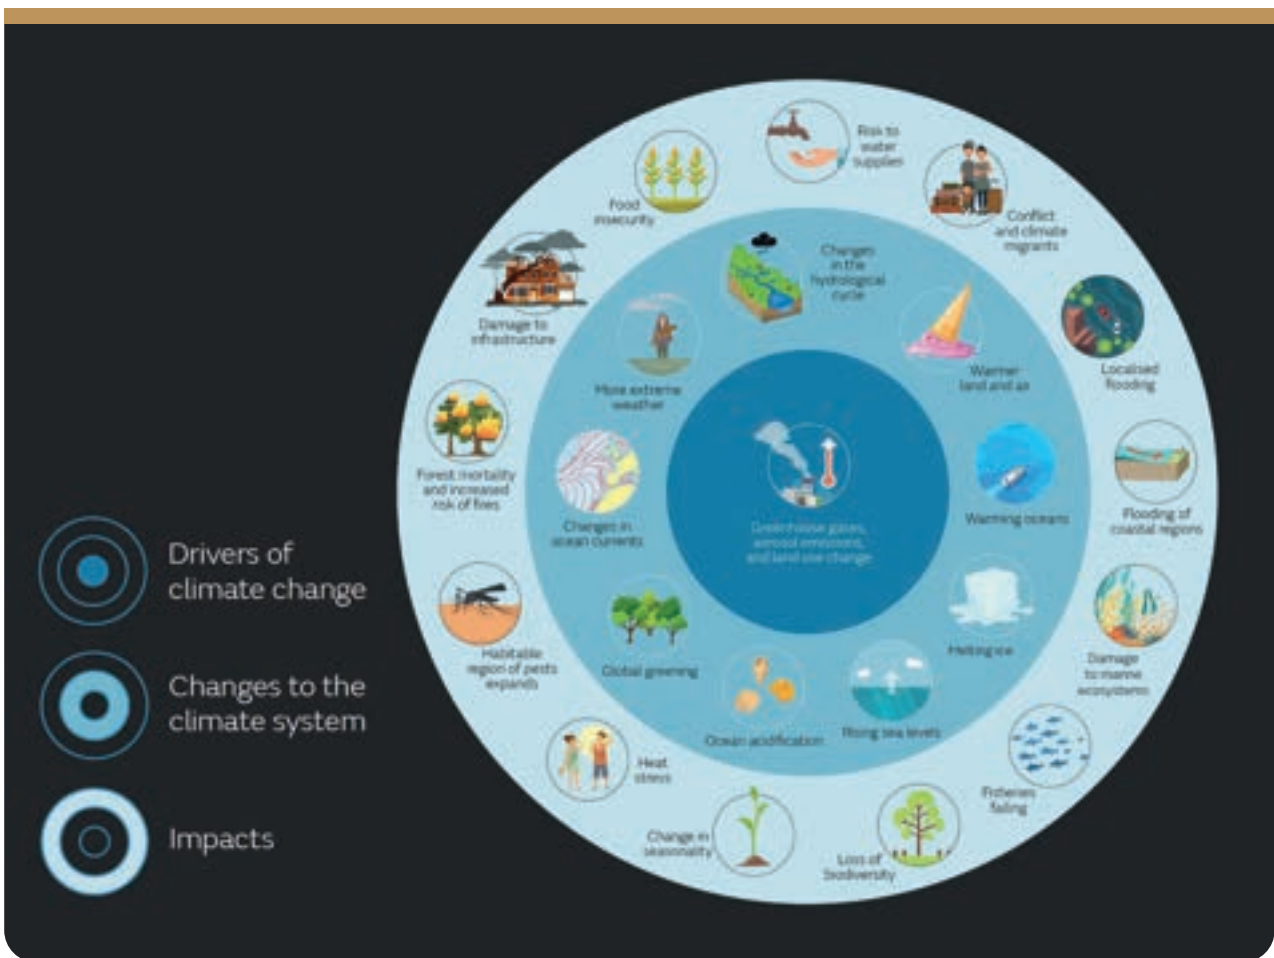 Drivers of
climate change
Changes to the
climate system
Impacts
Risk to
water
supplies
Conflict
and climate
migrants
Localised
flooding
Flooding of
coastal regions
Damage
to marine
ecosystems
Fisheries
failing
Loss of
biodiversity
Change in
seasonality
Heat
stress
Habitable
region of pests
expands
Forest mortality
and increased
risk of fires
Damage to
infrastructure
Food
insecurity
Changes
in the
hydrological
cycle
Warmer
land and air
Warming oceans
Melting ice
Rising sea levels
Ocean acidification
Global greening
Changes in
ocean currents
More extreme
weather
Greenhouse gases,
aerosol emissions,
and land use change